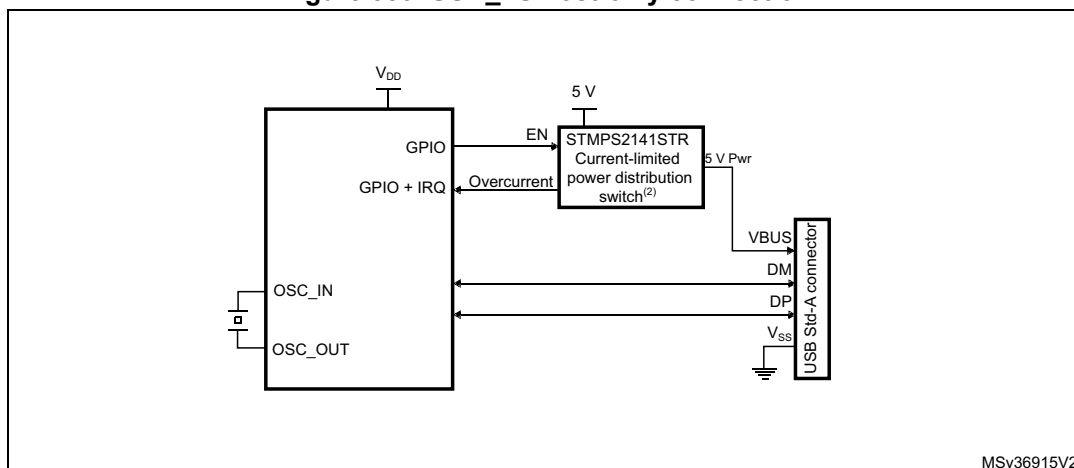 VDD
5 V
GPIO
EN
STMPS2141STR
Current-limited
power distribution
switch(2)
5 V Pwr
GPIO + IRQ
Overcurrent
VBUS
DM
DP
VSS
USB Std-A connector
OSC_IN
OSC_OUT
MSv36915V2